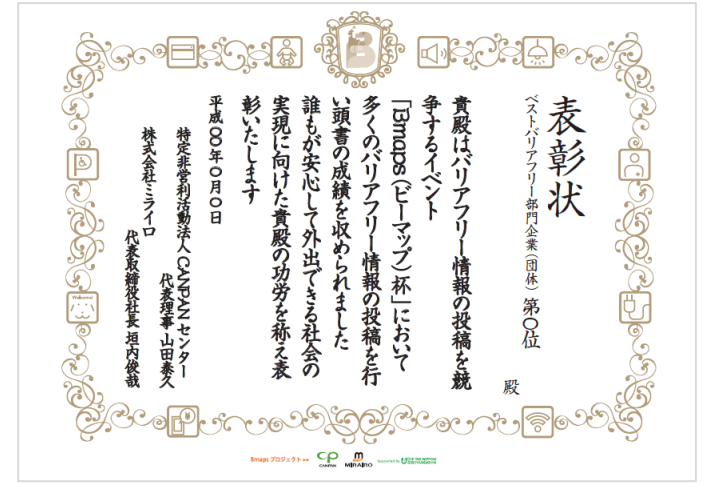 表彰状
ベストバリアフリー部門企業(団体) 第〇位
殿
貴殿はバリアフリー情報の投稿を競
争するイベント
「Bmaps(ビーマップ)杯」において
多くのバリアフリー情報の投稿を行
い頭書の成績を収められました
誰もが安心して外出できる社会の
実現に向けた貴殿の功労を称え表
彰いたします
平成〇〇年〇月〇日
特定非営利活動法人CANPANセンター
代表理事 山田泰久
株式会社ミライロ
代表取締役社長 垣内俊哉
B
Welcome!
Bmaps プロジェクト
CANPAN
MIRAIRO
Supported by THE NIPPON FOUNDATION